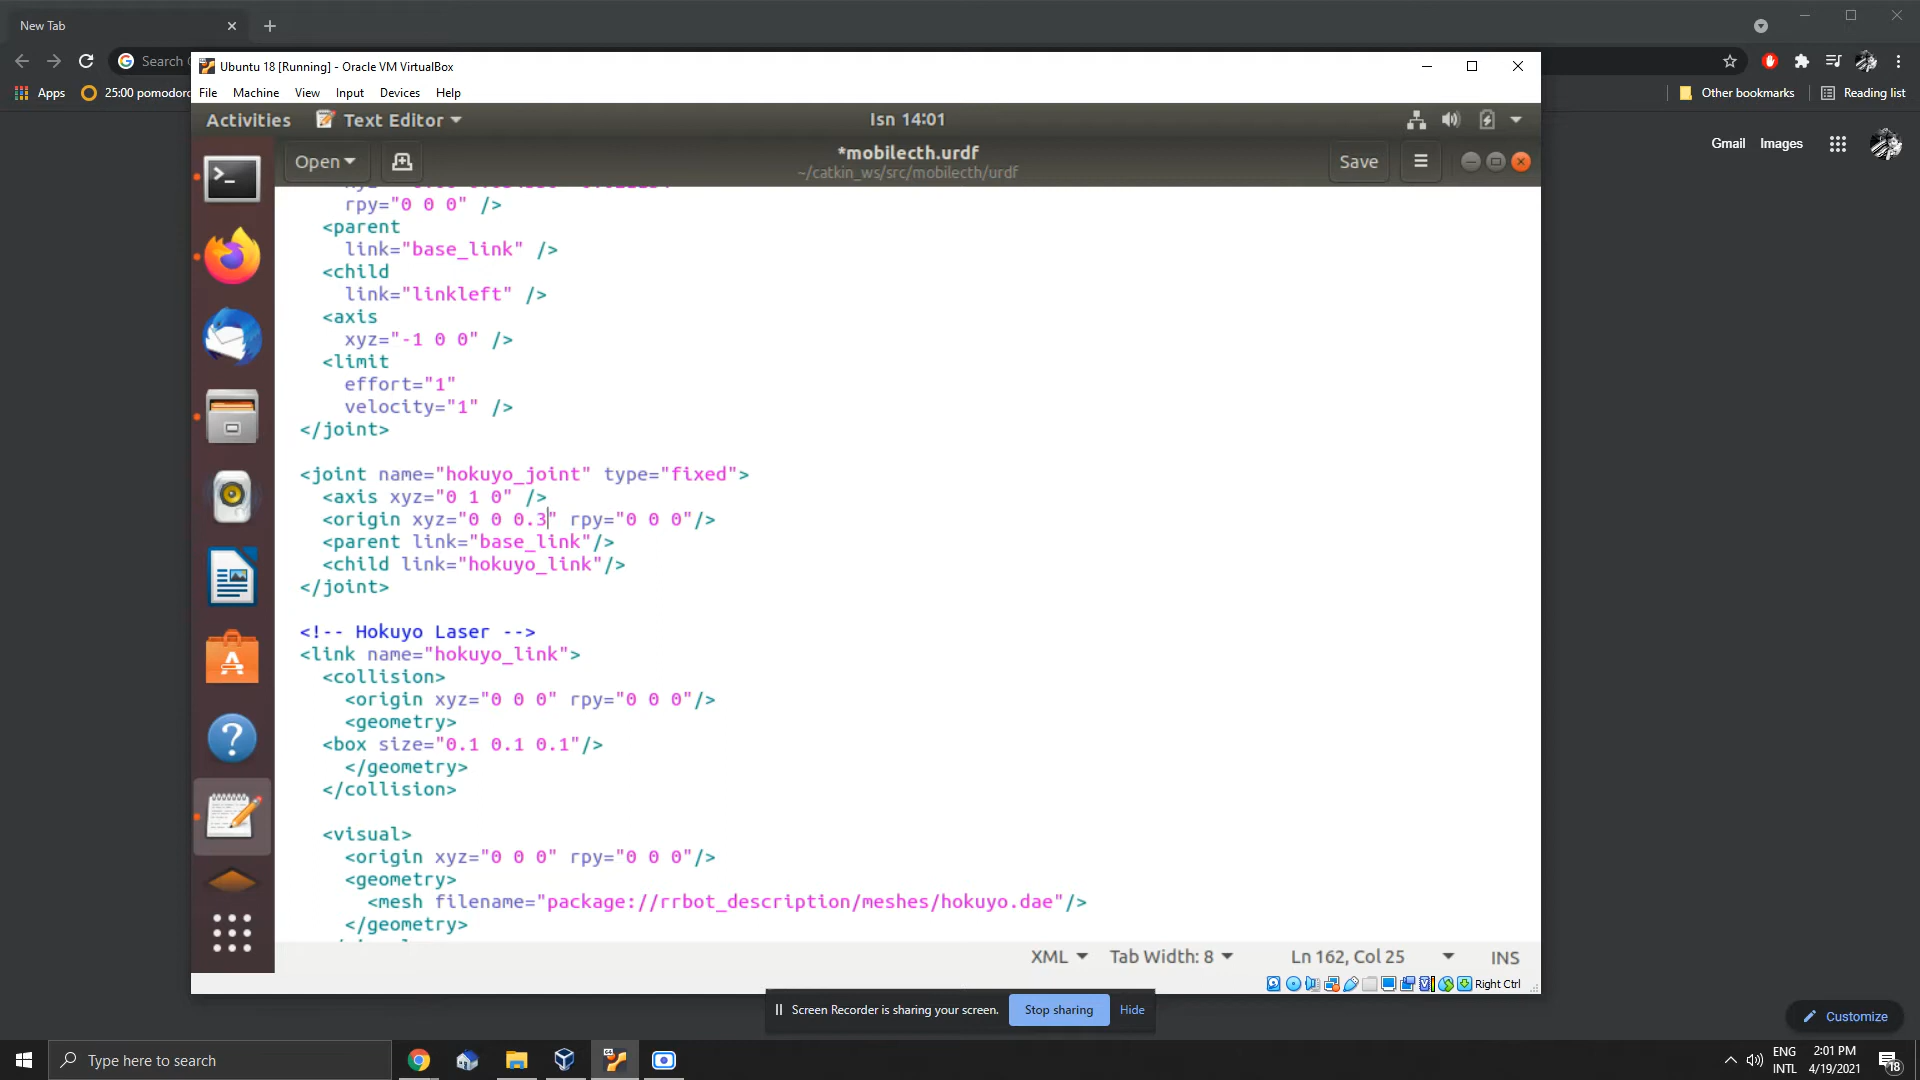 New Tab
Search
Apps
25:00 pomodoro
Other bookmarks
Reading list
Gmail
Images
Ubuntu 18 [Running] - Oracle VM VirtualBox
File
Machine
View
Input
Devices
Help
Activities
Text Editor
Isn 14:01
Open
*mobilecth.urdf
~/catkin_ws/src/mobilecth/urdf
Save
rpy="0 0 0" />
<parent
link="base_link" />
<child
link="linkleft" />
<axis
xyz="-1 0 0" />
<limit
effort="1"
velocity="1" />
</joint>
<joint name="hokuyo_joint" type="fixed">
<axis xyz="0 1 0" />
<origin xyz="0 0 0.3" rpy="0 0 0"/>
<parent link="base_link"/>
<child link="hokuyo_link"/>
</joint>
<!-- Hokuyo Laser -->
<link name="hokuyo_link">
<collision>
<origin xyz="0 0 0" rpy="0 0 0"/>
<geometry>
<box size="0.1 0.1 0.1"/>
</geometry>
</collision>
<visual>
<origin xyz="0 0 0" rpy="0 0 0"/>
<geometry>
<mesh filename="package://rrbot_description/meshes/hokuyo.dae"/>
</geometry>
XML
Tab Width: 8
Ln 162, Col 25
INS
Right Ctrl
Screen Recorder is sharing your screen.
Stop sharing
Hide
Customize
Type here to search
ENG
INTL
2:01 PM
4/19/2021
18